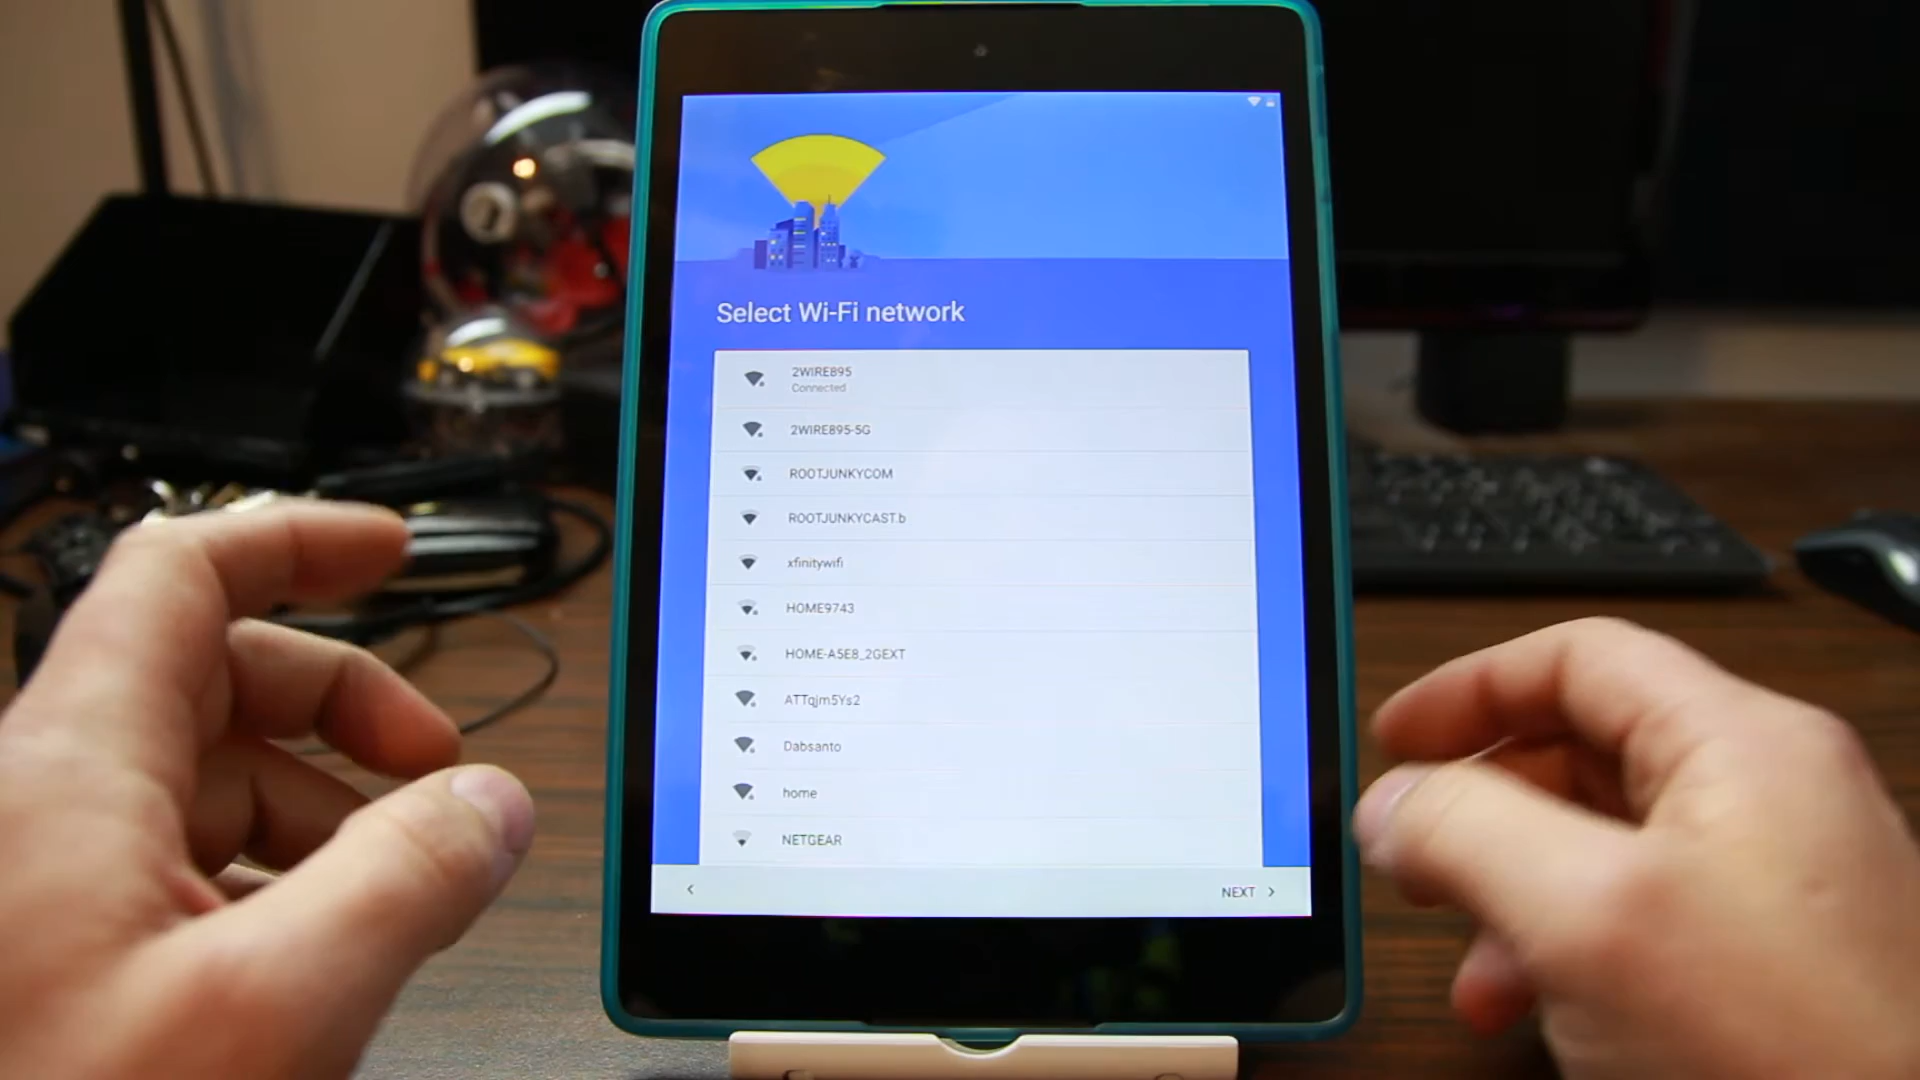 Select Wi-Fi network
2WIRE895
Connected
2WIRE895-5G
ROOTJUNKYCOM
ROOTJUNKYCAST.b
xfinitywifi
HOME9743
HOME-A5E8_2GEXT
ATTqjm5Ys2
Dabsanto
home
NETGEAR
NEXT